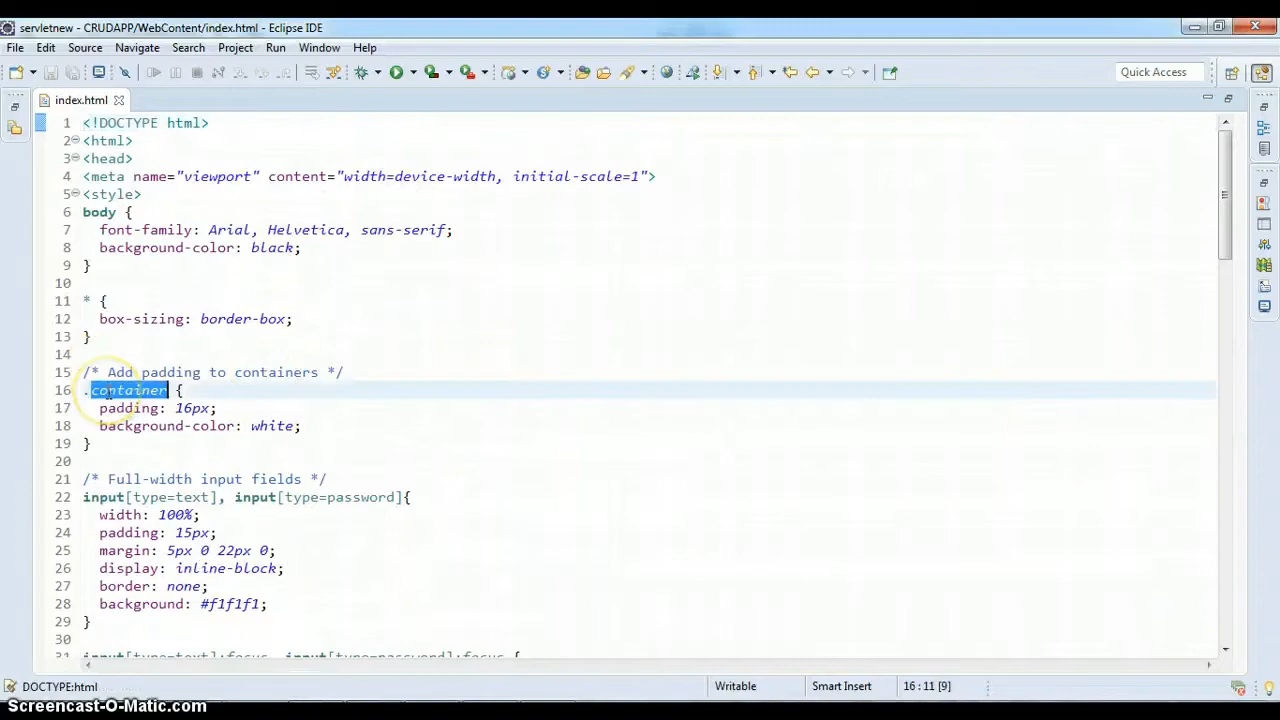 servletnew - CRUDAPP/WebContent/index.html - Eclipse IDE
File Edit Source Navigate Search Project Run Window Help
Quick Access
index.html
1 <!DOCTYPE html>
2 <html>
3 <head>
4 <meta name="viewport" content="width=device-width, initial-scale=1">
5 <style>
6 body {
7 font-family: Arial, Helvetica, sans-serif;
8 background-color: black;
9 }
10
11 * {
12 box-sizing: border-box;
13 }
14
15 /* Add padding to containers */
16 .container {
17 padding: 16px;
18 background-color: white;
19 }
20
21 /* Full-width input fields */
22 input[type=text], input[type=password]{
23 width: 100%;
24 padding: 15px;
25 margin: 5px 0 22px 0;
26 display: inline-block;
27 border: none;
28 background: #f1f1f1;
29 }
30
31 input[type=text]:focus, input[type=password]:focus {
DOCTYPE:html Writable Smart Insert 16 : 11 [9]
Screencast-O-Matic.com